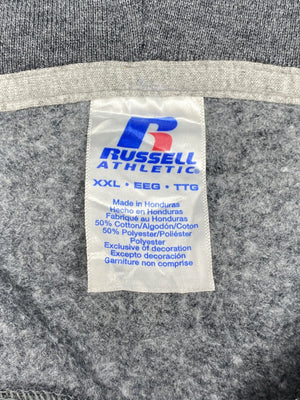 R
RUSSELL
ATHLETIC®
XXL • EEG • TTG
Made in Honduras
Hecho en Honduras
Fabriqué au Honduras
50% Cotton/Algodón/Coton
50% Polyester/Poliéster
Polyester
Exclusive of decoration
Excepto decoración
Garniture non comprise